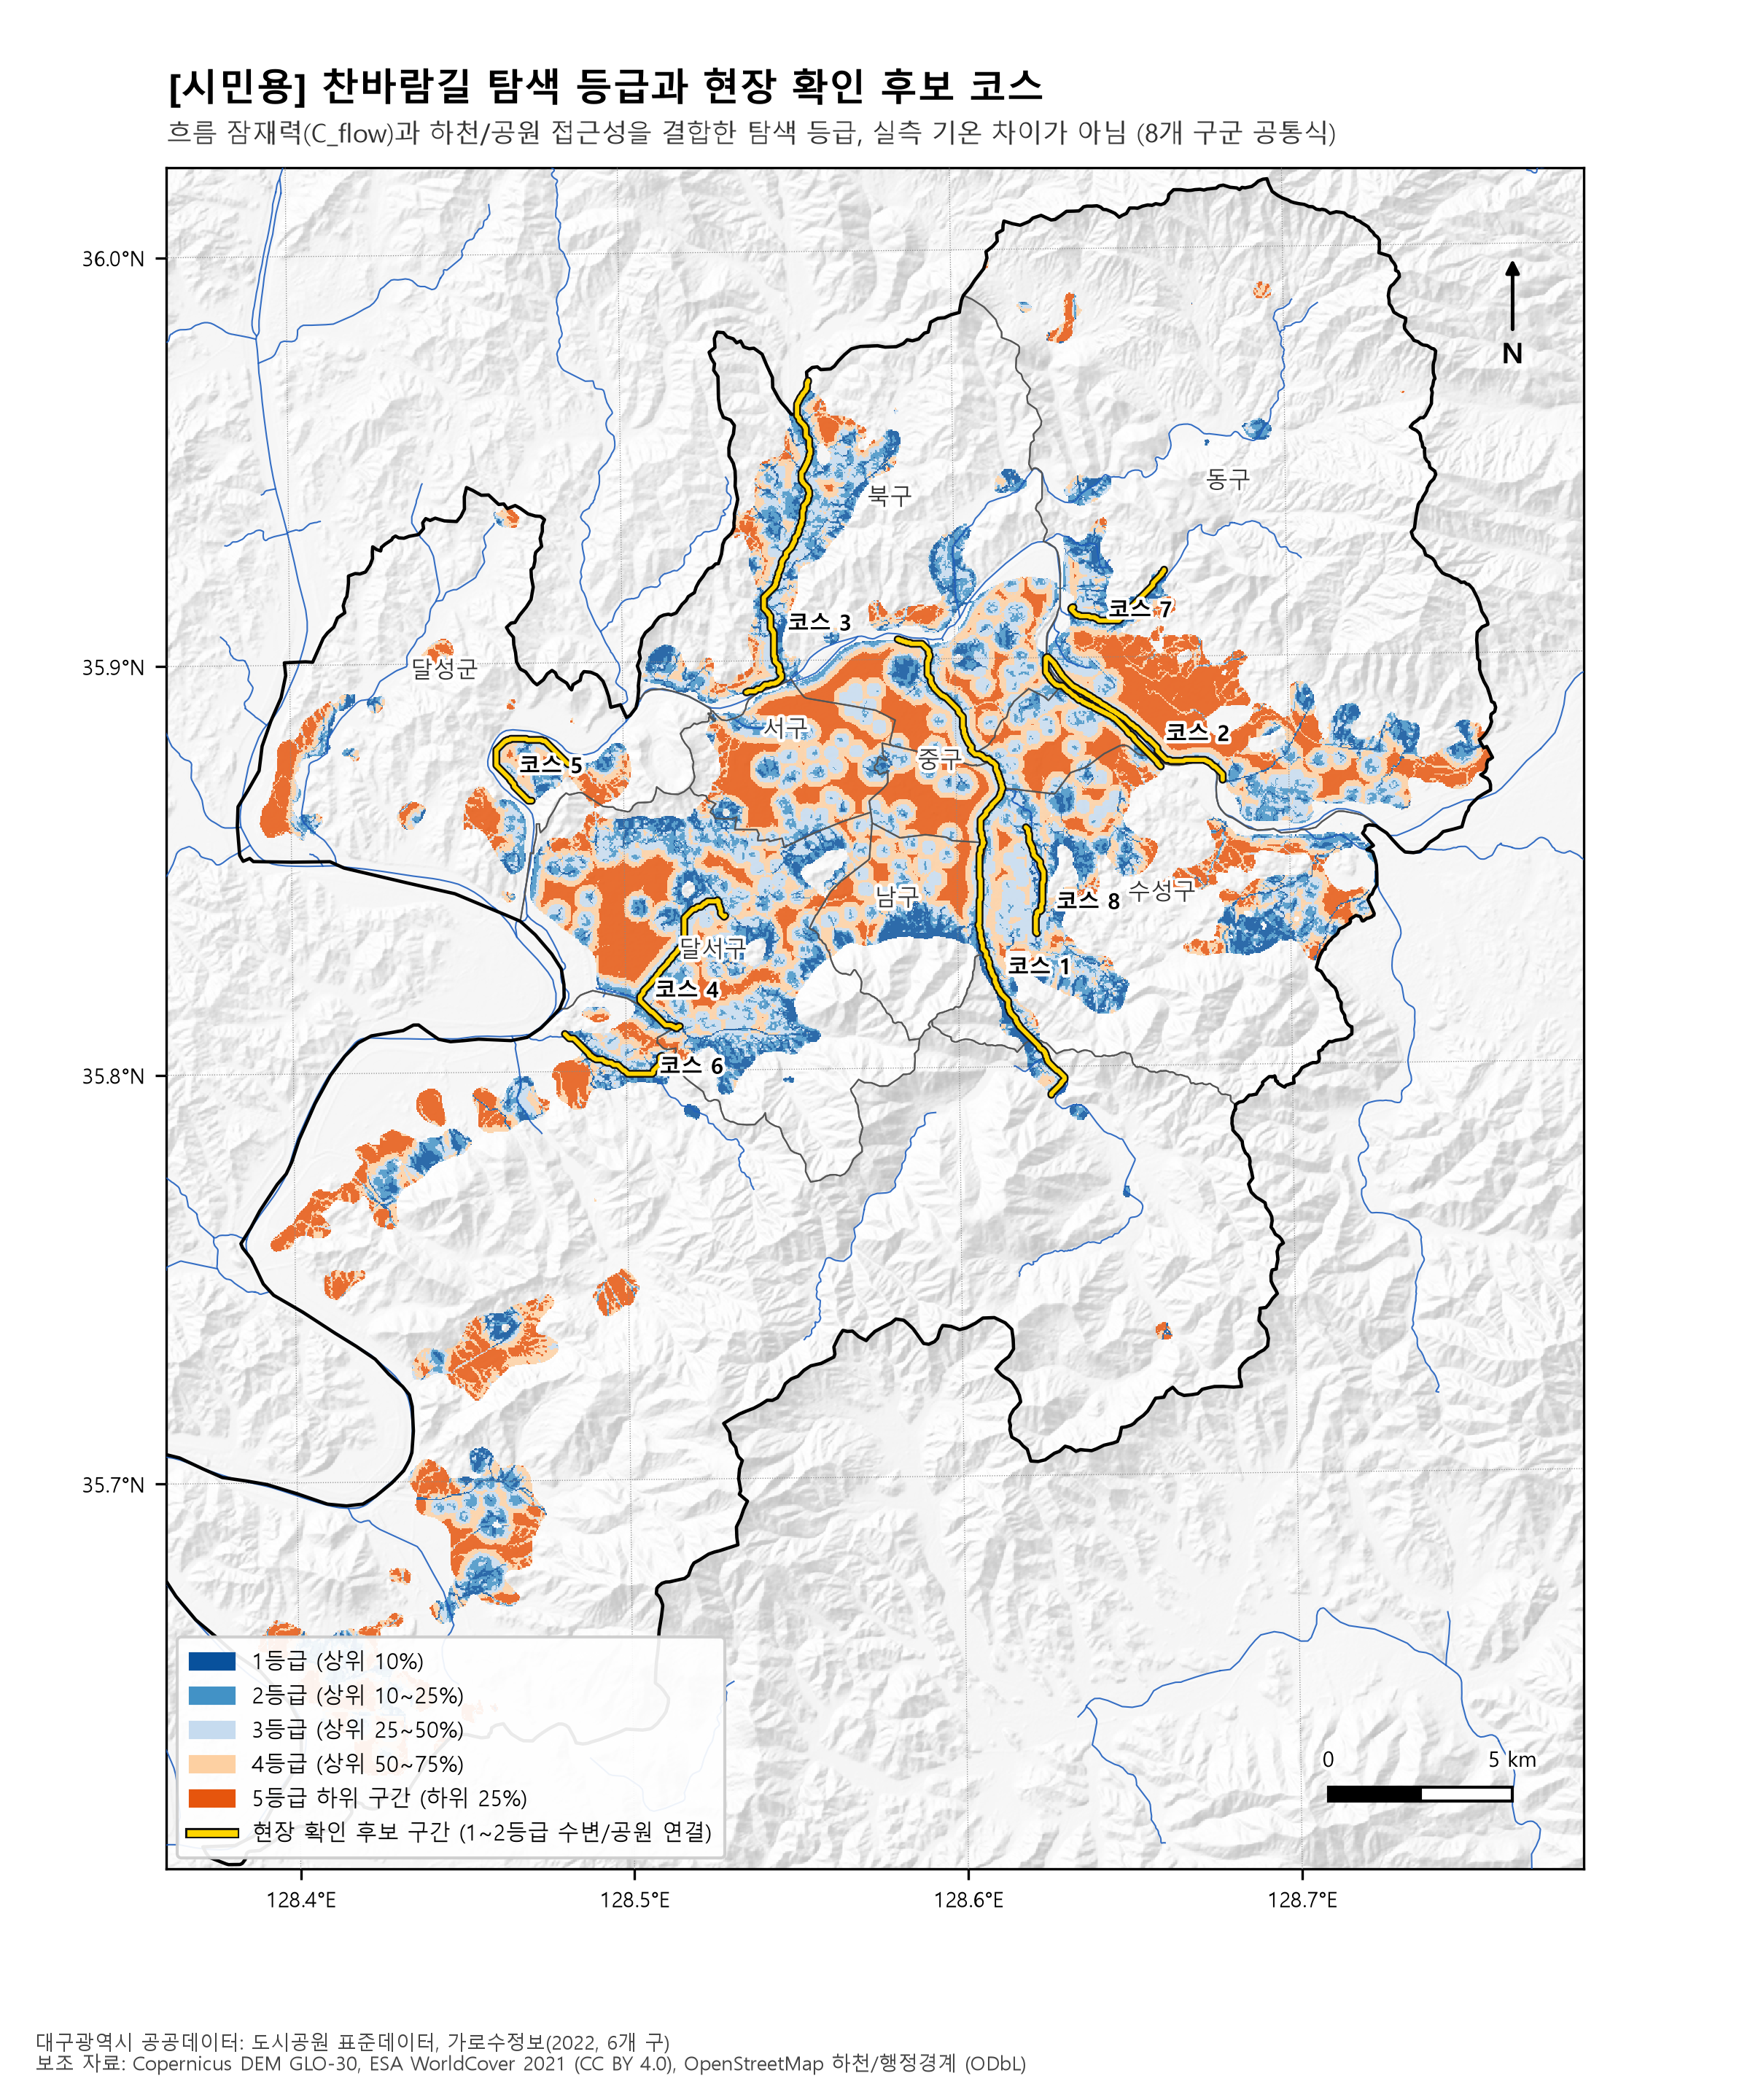 [시민용] 찬바람길 탐색 등급과 현장 확인 후보 코스
흐름 잠재력(C_flow)과 하천/공원 접근성을 결합한 탐색 등급, 실측 기온 차이가 아님 (8개 구군 공통식)
36.0°N
N
동구
북구
코스 7
코스 3
35.9°N
달성군
서구
코스 2
중구
코스 5
수성구
남구
코스 8
달서구
코스 1
코스 4
코스 6
35.8°N
35.7°N
1등급 (상위 10%)
2등급 (상위 10~25%)
3등급 (상위 25~50%)
4등급 (상위 50~75%)
5등급 하위 구간 (하위 25%)
현장 확인 후보 구간 (1~2등급 수변/공원 연결)
0 5 km
128.4°E 128.5°E 128.6°E 128.7°E
대구광역시 공공데이터: 도시공원 표준데이터, 가로수정보(2022, 6개 구)
보조 자료: Copernicus DEM GLO-30, ESA WorldCover 2021 (CC BY 4.0), OpenStreetMap 하천/행정경계 (ODbL)